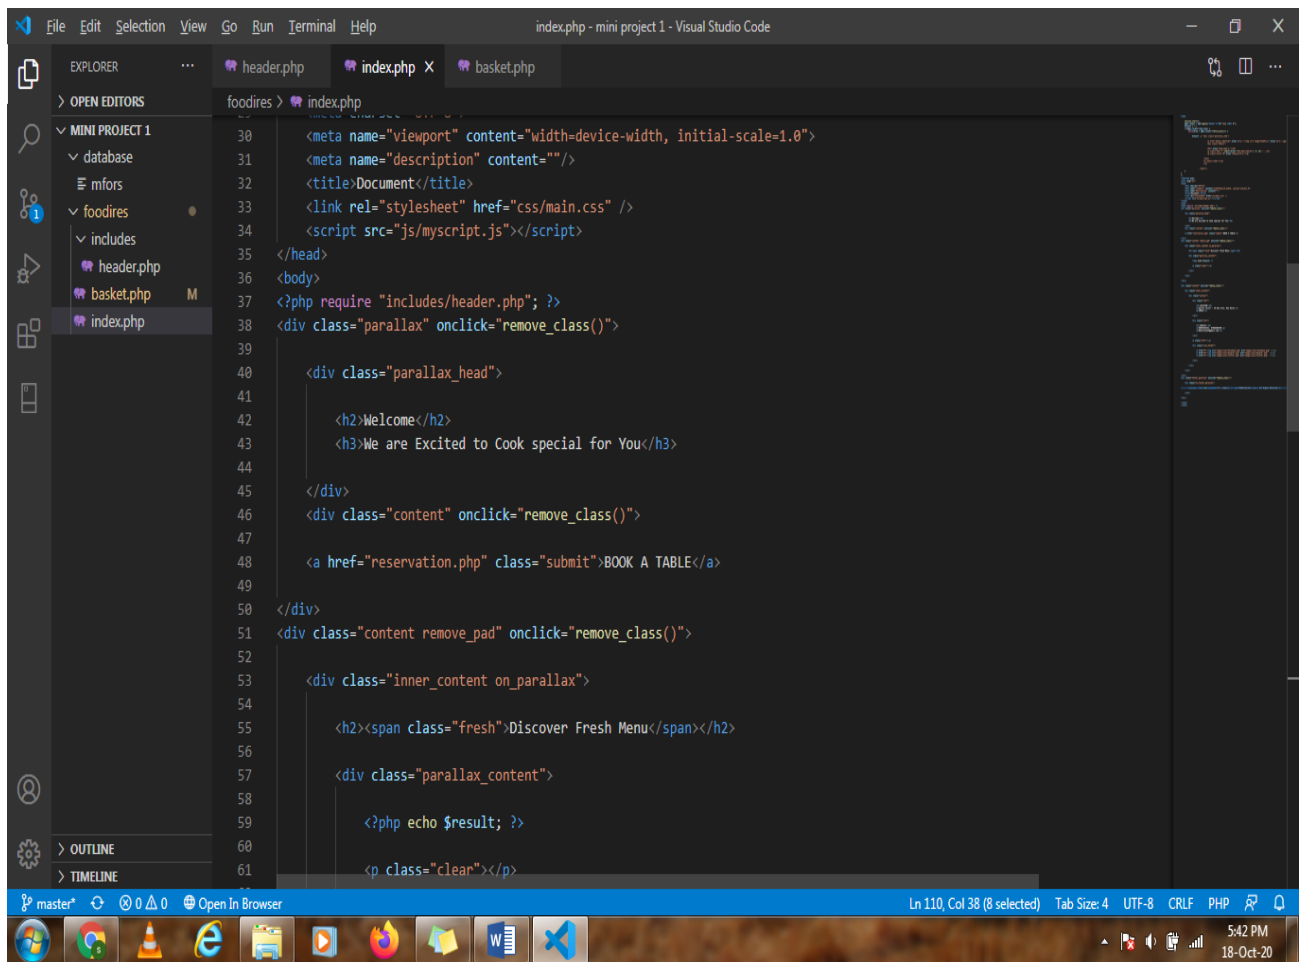 File Edit Selection View Go Run Terminal Help index.php - mini project 1 - Visual Studio Code
EXPLORER
header.php index.php basket.php
OPEN EDITORS
foodires > index.php
MINI PROJECT 1
database
mfors
foodires
includes
header.php
basket.php M
index.php
1
30 <meta name="viewport" content="width=device-width, initial-scale=1.0">
31 <meta name="description" content=""/>
32 <title>Document</title>
33 <link rel="stylesheet" href="css/main.css" />
34 <script src="js/myscript.js"></script>
35 </head>
36 <body>
37 <?php require "includes/header.php"; ?>
38 <div class="parallax" onclick="remove_class()">
39
40 <div class="parallax_head">
41
42 <h2>Welcome</h2>
43 <h3>We are Excited to Cook special for You</h3>
44
45 </div>
46 <div class="content" onclick="remove_class()">
47
48 <a href="reservation.php" class="submit">BOOK A TABLE</a>
49
50 </div>
51 <div class="content remove_pad" onclick="remove_class()">
52
53 <div class="inner_content on_parallax">
54
55 <h2><span class="fresh">Discover Fresh Menu</span></h2>
56
57 <div class="parallax_content">
58
59 <?php echo $result; ?>
60
61 <p class="clear"></p>
OUTLINE
TIMELINE
master* 0 0 Open In Browser Ln 110, Col 38 (8 selected) Tab Size: 4 UTF-8 CRLF PHP
5:42 PM
18-Oct-20